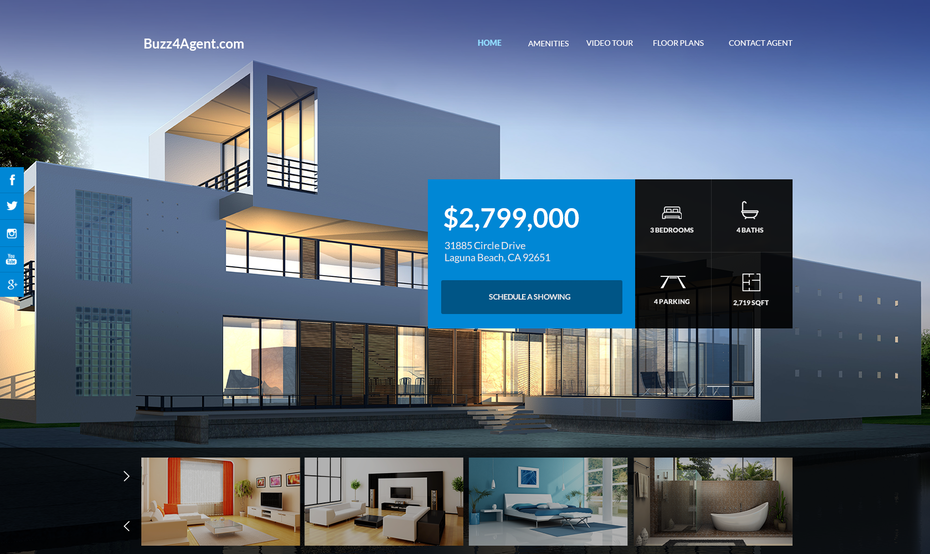 Buzz4Agent.com
HOME
AMENITIES
VIDEO TOUR
FLOOR PLANS
CONTACT AGENT
$2,799,000
31885 Circle Drive
Laguna Beach, CA 92651
SCHEDULE A SHOWING
3 BEDROOMS
4 BATHS
4 PARKING
2,719 SQFT
You
Tube
g+